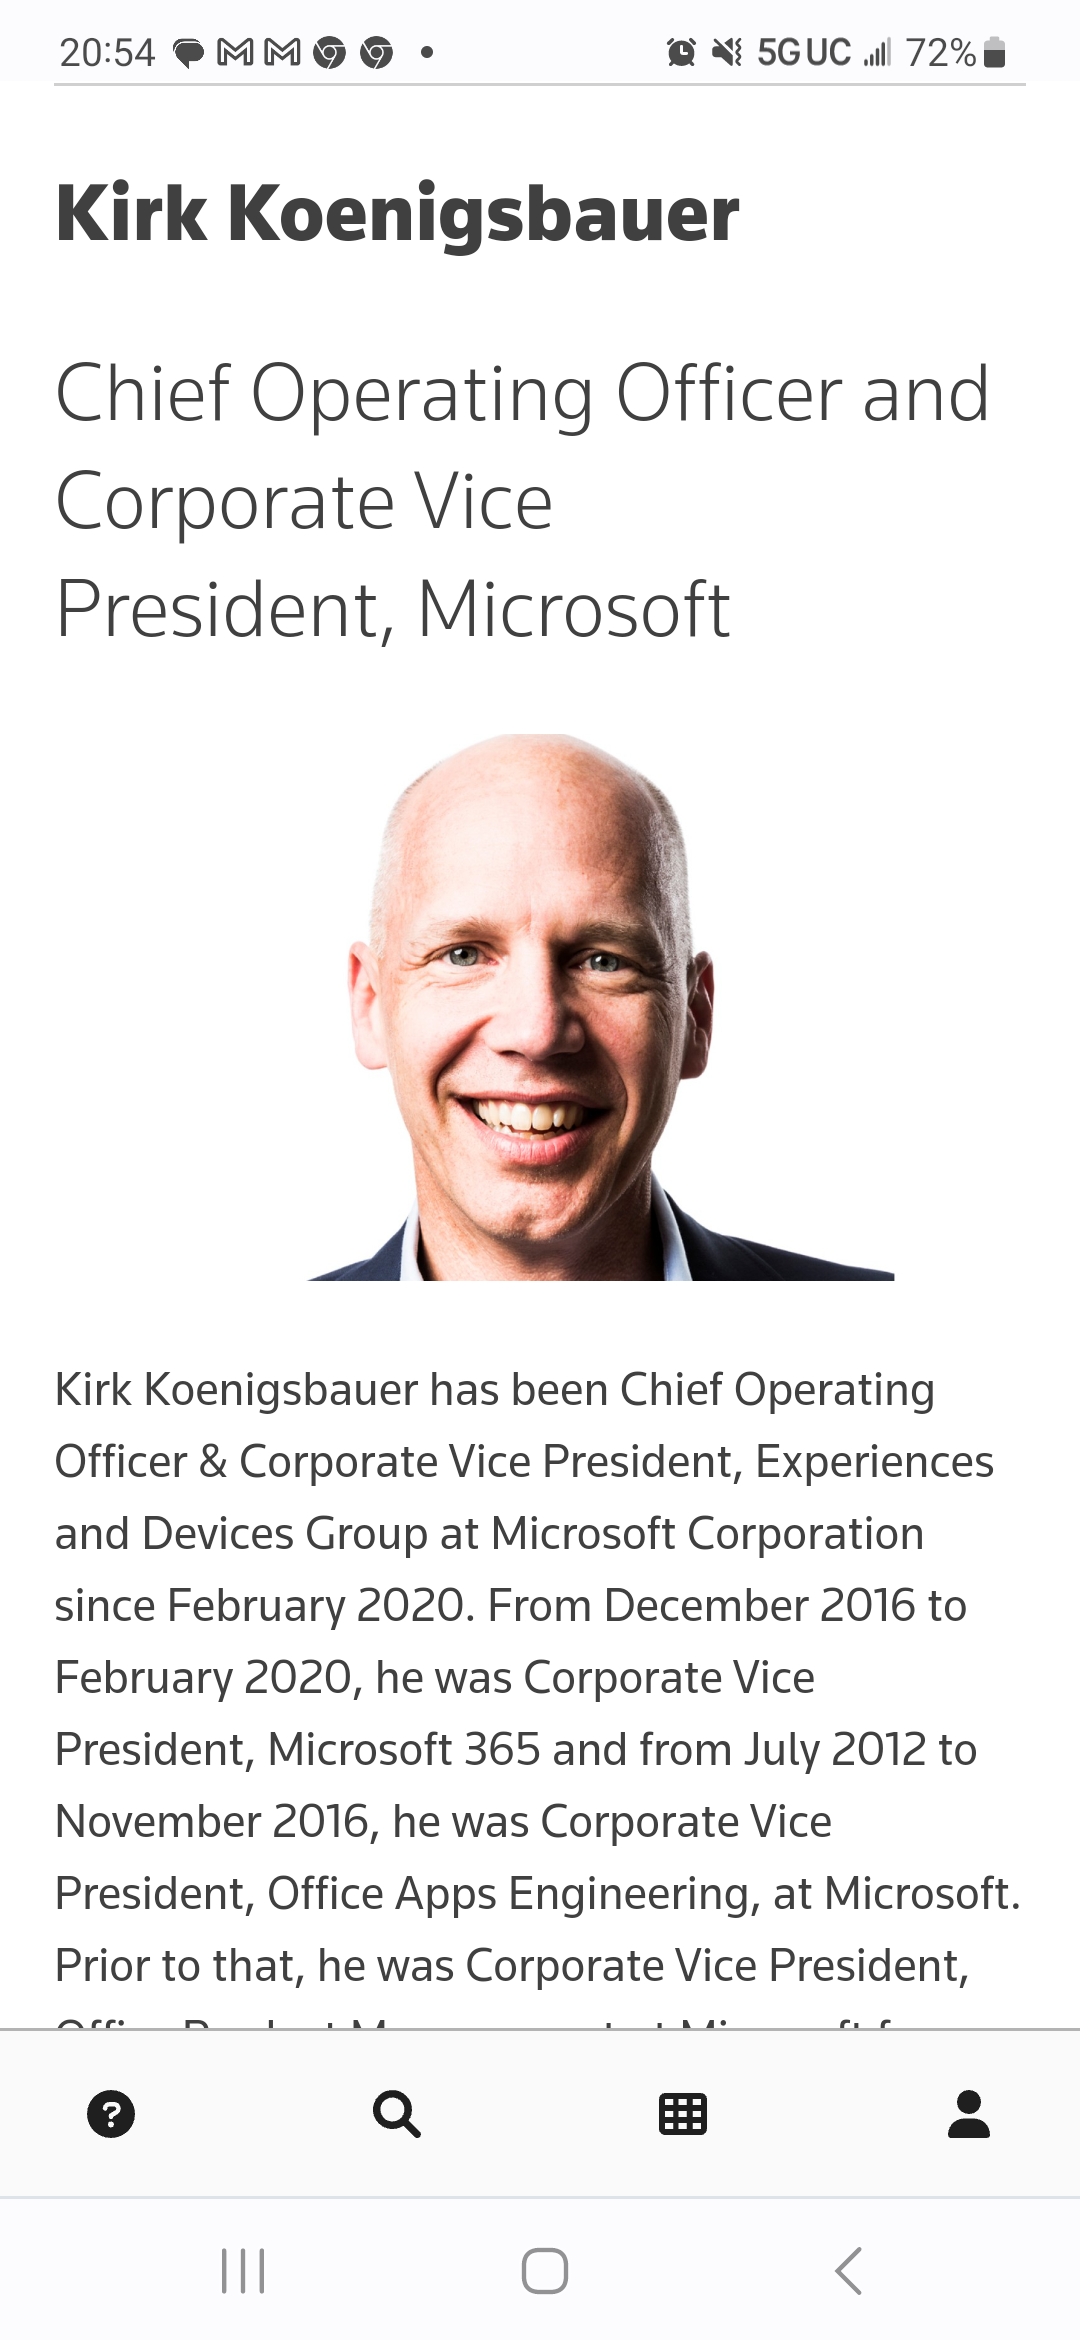 20:54 5G UC 72%
Kirk Koenigsbauer
Chief Operating Officer and
Corporate Vice
President, Microsoft
Kirk Koenigsbauer has been Chief Operating
Officer & Corporate Vice President, Experiences
and Devices Group at Microsoft Corporation
since February 2020. From December 2016 to
February 2020, he was Corporate Vice
President, Microsoft 365 and from July 2012 to
November 2016, he was Corporate Vice
President, Office Apps Engineering, at Microsoft.
Prior to that, he was Corporate Vice President,